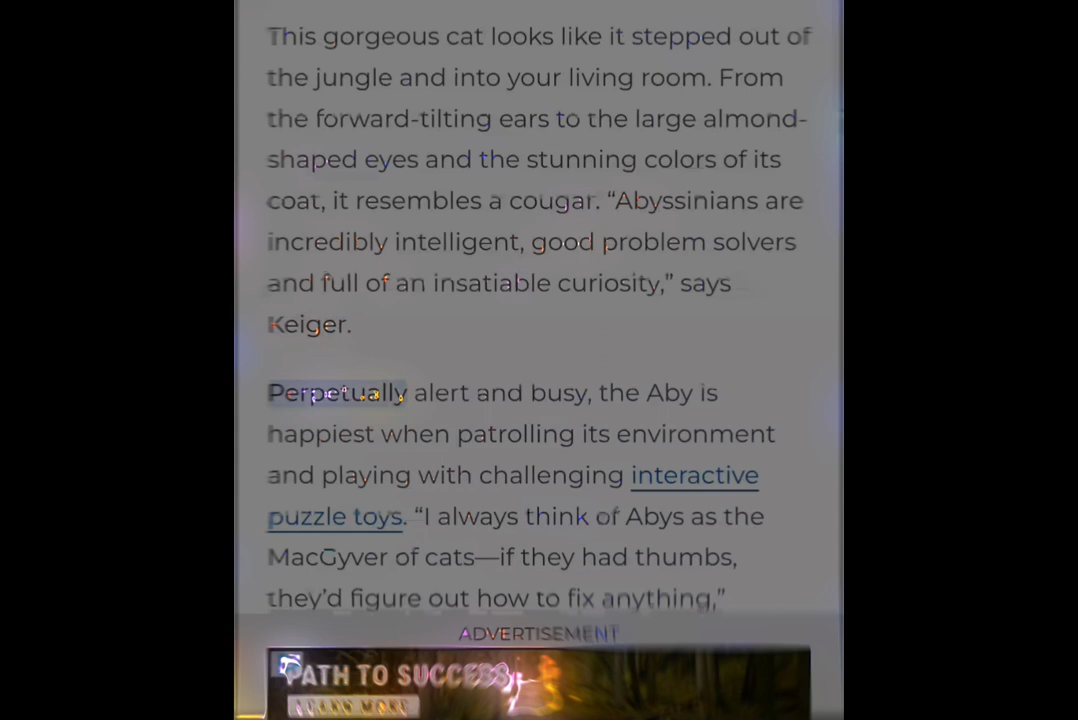 This gorgeous cat looks like it stepped out of
the jungle and into your living room. From
the forward-tilting ears to the large almond-
shaped eyes and the stunning colors of its
coat, it resembles a cougar. “Abyssinians are
incredibly intelligent, good problem solvers
and full of an insatiable curiosity,” says
Keiger.
Perpetually alert and busy, the Aby is
happiest when patrolling its environment
and playing with challenging interactive
puzzle toys. “I always think of Abys as the
MacGyver of cats—if they had thumbs,
they’d figure out how to fix anything,”
ADVERTISEMENT
PATH TO SUCCESS
LEARN MORE